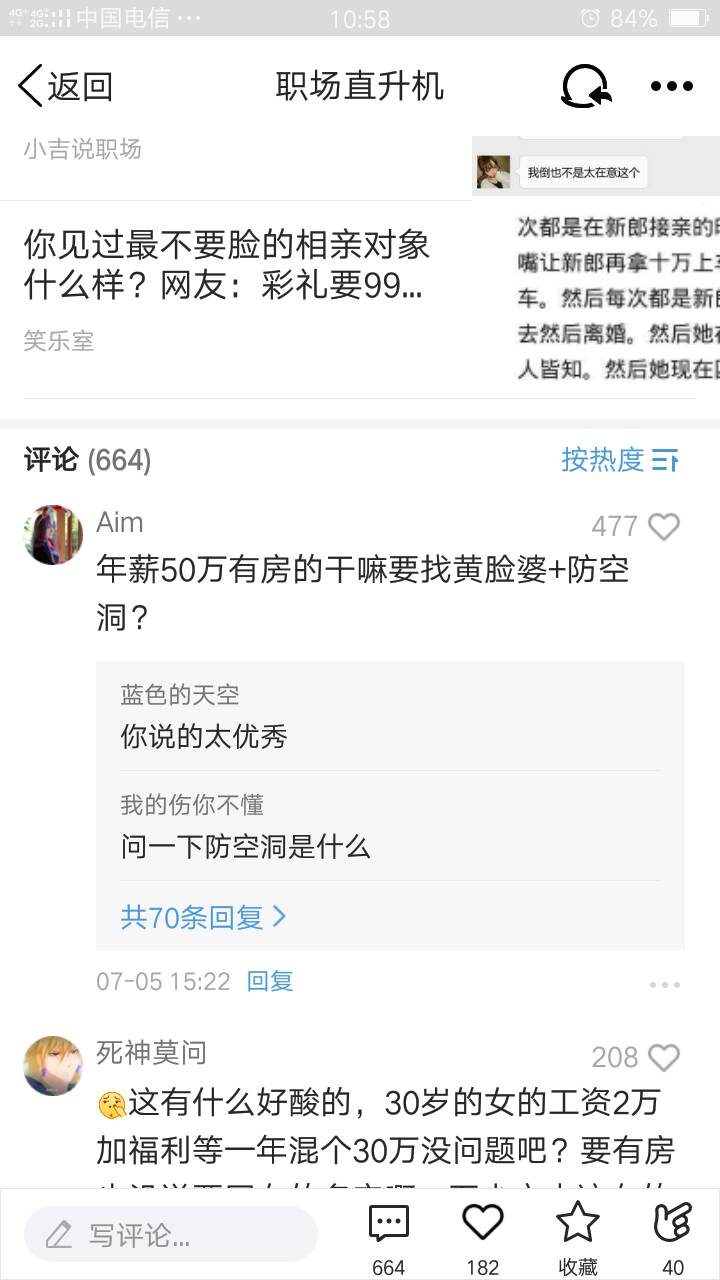 4G+ 4G 2G 中国电信 ··· 10:58 84%
返回 职场直升机
小吉说职场
我倒也不是太在意这个
你见过最不要脸的相亲对象
什么样？网友：彩礼要99...
笑乐室
次都是在新郎接亲的
嘴让新郎再拿十万上
车。然后每次都是新
去然后离婚。然后她
人皆知。然后她现在
评论 (664) 按热度
Aim 477
年薪50万有房的干嘛要找黄脸婆+防空
洞？
蓝色的天空
你说的太优秀
我的伤你不懂
问一下防空洞是什么
共70条回复
07-05 15:22 回复
死神莫问 208
这有什么好酸的，30岁的女的工资2万
加福利等一年混个30万没问题吧？要有房
写评论...
664 182 收藏 40